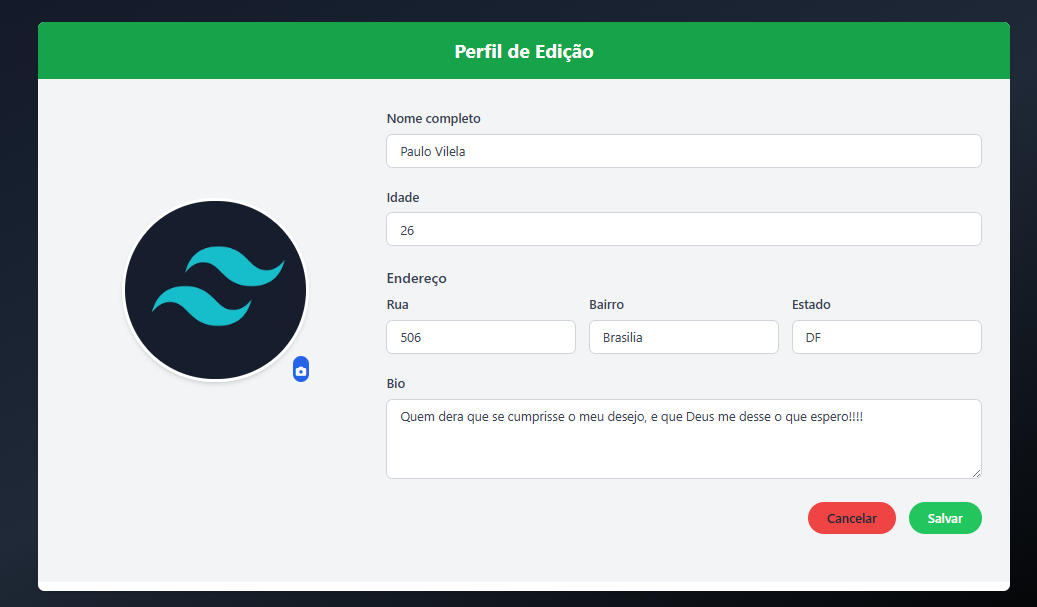 Perfil de Edição
Nome completo
Paulo Vilela
Idade
26
Endereço
Rua Bairro Estado
506 Brasilia DF
Bio
Quem dera que se cumprisse o meu desejo, e que Deus me desse o que espero!!!!
Cancelar Salvar